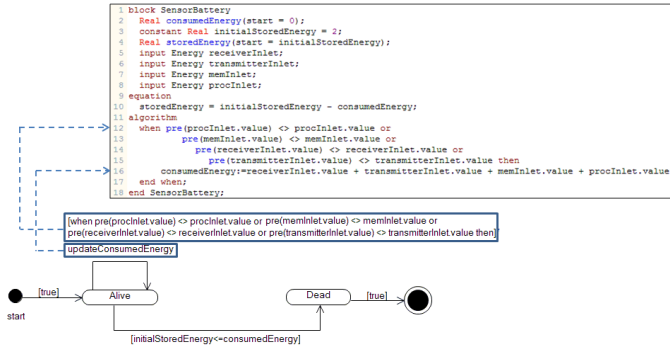 1 block SensorBattery
2 Real consumedEnergy(start = 0);
3 constant Real initialStoredEnergy = 2;
4 Real storedEnergy(start = initialStoredEnergy);
5 input Energy receiverInlet;
6 input Energy transmitterInlet;
7 input Energy memInlet;
8 input Energy procInlet;
9 equation
10 storedEnergy = initialStoredEnergy - consumedEnergy;
11 algorithm
12 when pre(procInlet.value) <> procInlet.value or
13 pre(memInlet.value) <> memInlet.value or
14 pre(receiverInlet.value) <> receiverInlet.value or
15 pre(transmitterInlet.value) <> transmitterInlet.value then
16 consumedEnergy:=receiverInlet.value + transmitterInlet.value + memInlet.value + procInlet.value
17 end when;
18 end SensorBattery;
[when pre(procInlet.value) <> procInlet.value or pre(memInlet.value) <> memInlet.value or
pre(receiverInlet.value) <> receiverInlet.value or pre(transmitterInlet.value) <> transmitterInlet.value then]
updateConsumedEnergy
[true]
Alive
Dead
[true]
start
[initialStoredEnergy<=consumedEnergy]